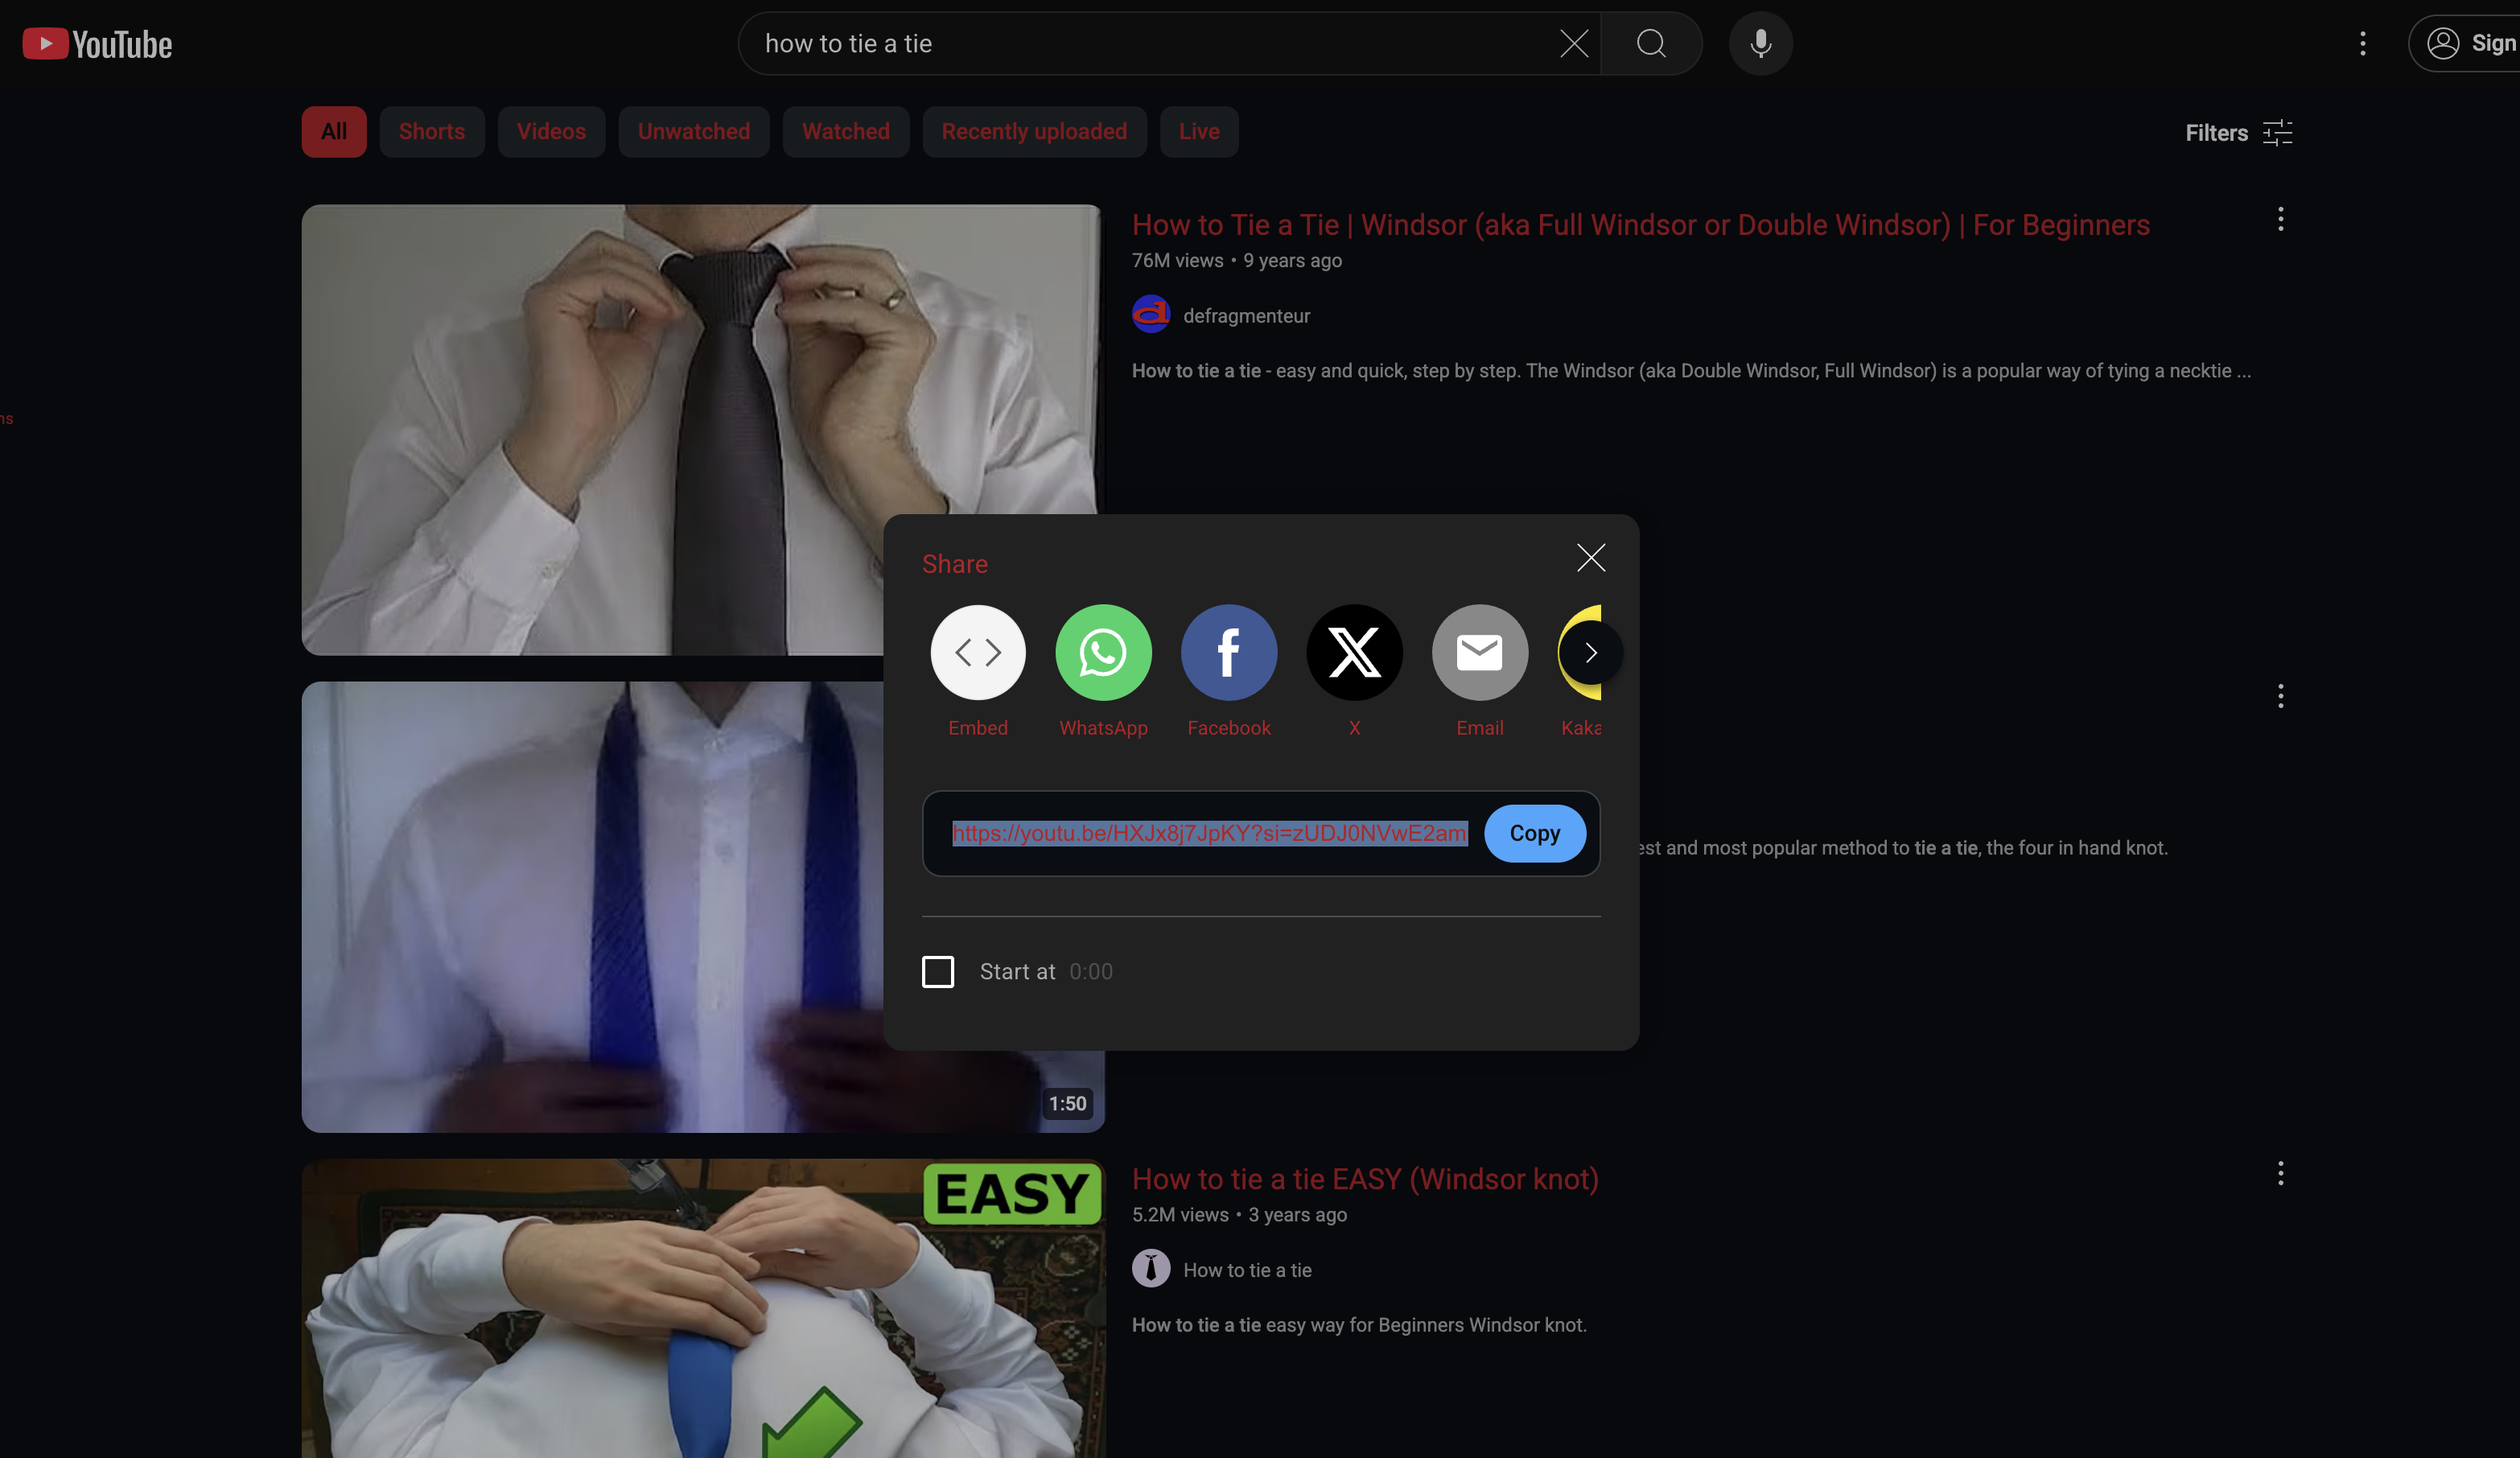 YouTube
how to tie a tie
Sign
All
Shorts
Videos
Unwatched
Watched
Recently uploaded
Live
Filters
How to Tie a Tie | Windsor (aka Full Windsor or Double Windsor) | For Beginners
76M views • 9 years ago
defragmenteur
How to tie a tie - easy and quick, step by step. The Windsor (aka Double Windsor, Full Windsor) is a popular way of tying a necktie ...
Share
Embed
WhatsApp
Facebook
X
Email
Kaka
https://youtu.be/HXJx8j7JpKY?si=zUDJ0NVwE2am
Copy
and most popular method to tie a tie, the four in hand knot.
Start at 0:00
1:50
EASY
How to tie a tie EASY (Windsor knot)
5.2M views • 3 years ago
How to tie a tie
How to tie a tie easy way for Beginners Windsor knot.